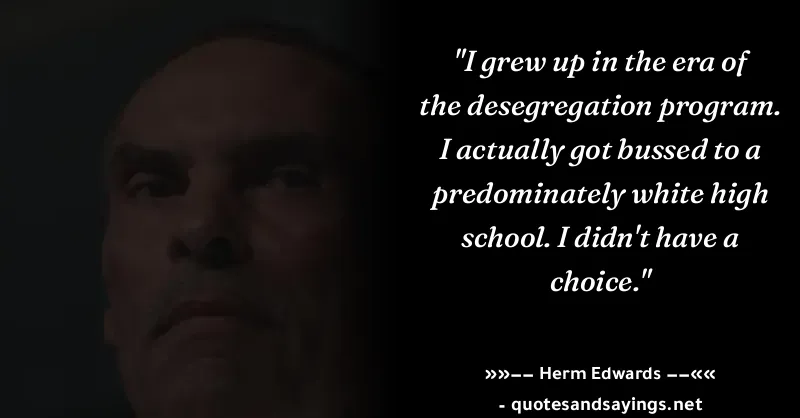 "I grew up in the era of
the desegregation program.
I actually got bussed to a
predominately white high
school. I didn't have a
choice."
»»−− Herm Edwards −−««
- quotesandsayings.net